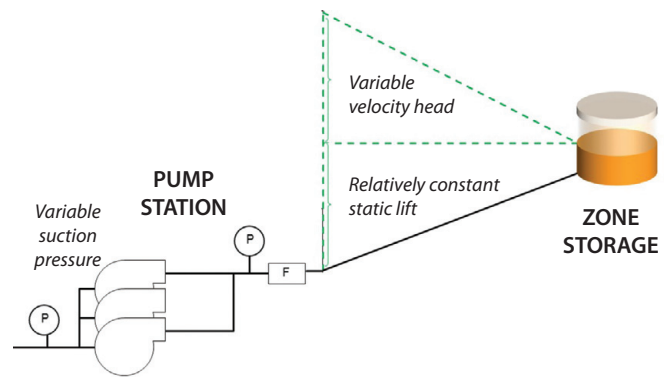 Variable
velocity head
Relatively constant
static lift
PUMP
STATION
Variable
suction
pressure
P
F
P
ZONE
STORAGE